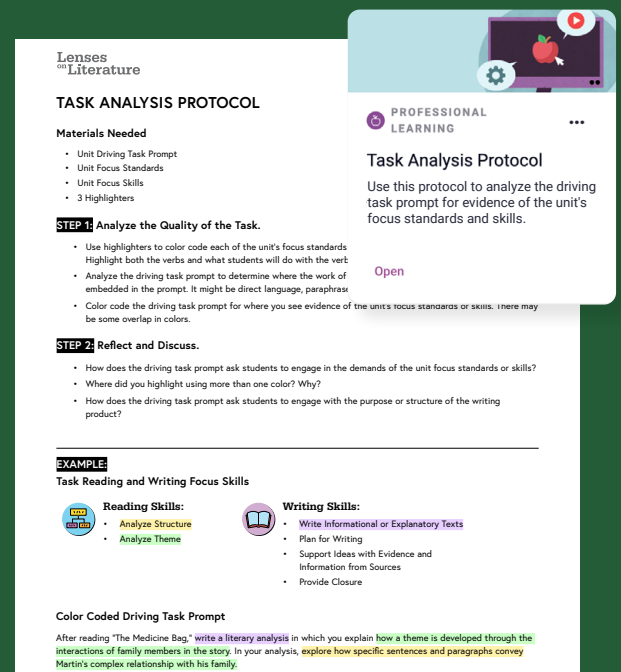 Lenses
on Literature
TASK ANALYSIS PROTOCOL
Materials Needed
• Unit Driving Task Prompt
• Unit Focus Standards
• Unit Focus Skills
• 3 Highlighters
STEP 1: Analyze the Quality of the Task.
• Use highlighters to color code each of the unit's focus standards
Highlight both the verbs and what students will do with the verb
• Analyze the driving task prompt to determine where the work of
embedded in the prompt. It might be direct language, paraphrase
• Color code the driving task prompt for where you see evidence of the unit's focus standards or skills. There may
be some overlap in colors.
STEP 2: Reflect and Discuss.
• How does the driving task prompt ask students to engage in the demands of the unit focus standards or skills?
• Where did you highlight using more than one color? Why?
• How does the driving task prompt ask students to engage with the purpose or structure of the writing
product?
EXAMPLE:
Task Reading and Writing Focus Skills
Reading Skills:
• Analyze Structure
• Analyze Theme
Writing Skills:
• Write Informational or Explanatory Texts
• Plan for Writing
• Support Ideas with Evidence and
Information from Sources
• Provide Closure
Color Coded Driving Task Prompt
After reading "The Medicine Bag," write a literary analysis in which you explain how a theme is developed through the
interactions of family members in the story. In your analysis, explore how specific sentences and paragraphs convey
Martin's complex relationship with his family.
PROFESSIONAL
LEARNING
Task Analysis Protocol
Use this protocol to analyze the driving
task prompt for evidence of the unit's
focus standards and skills.
Open